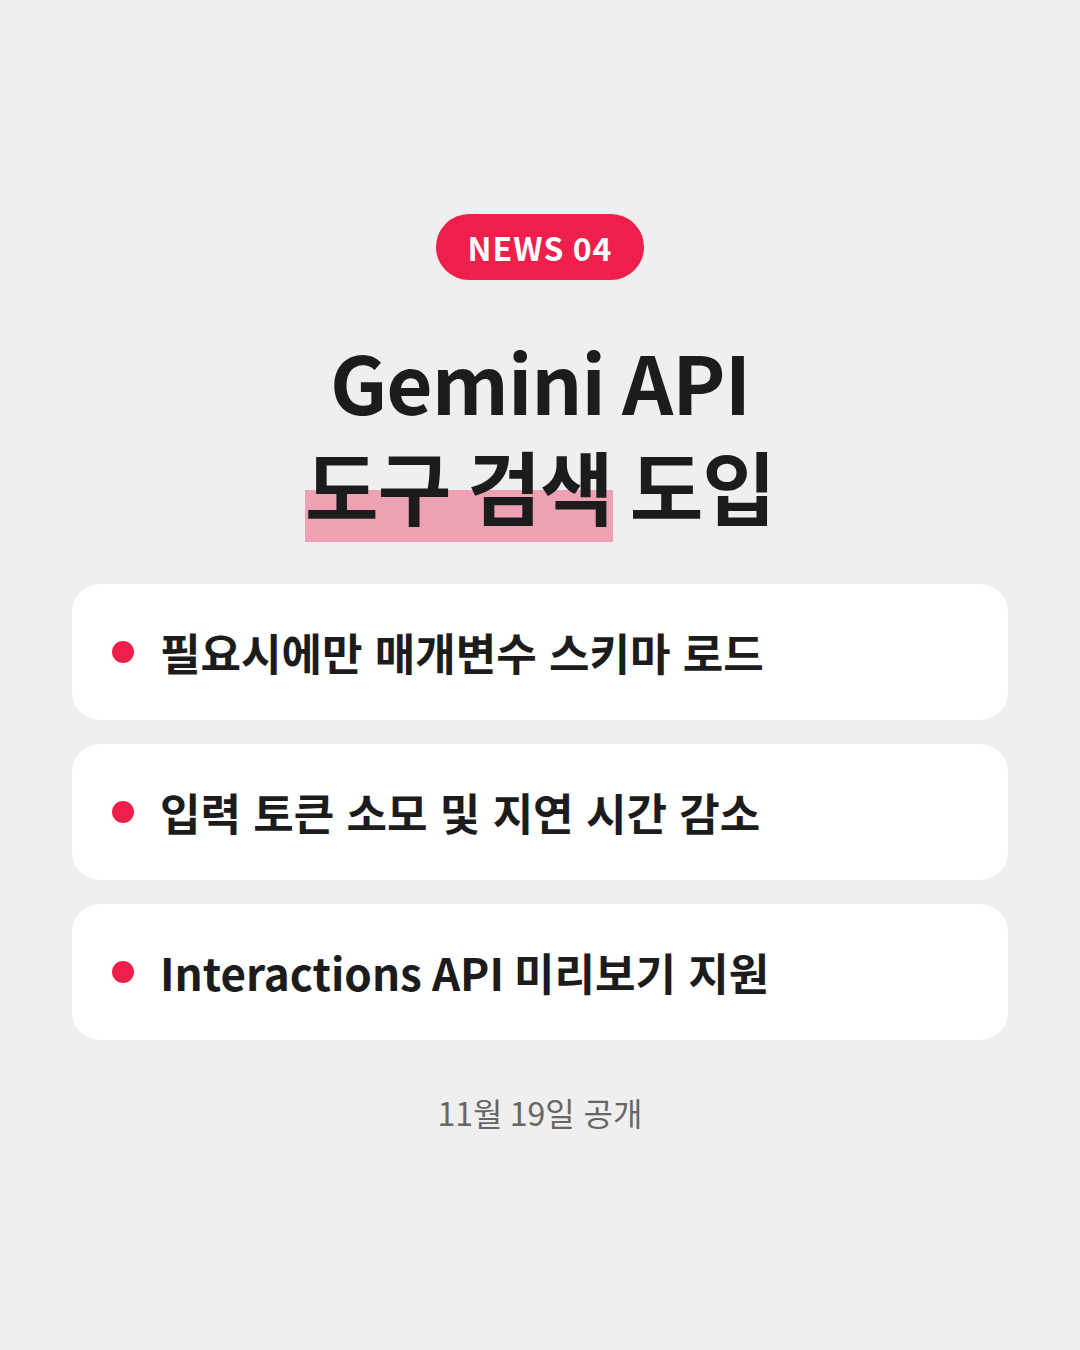 NEWS 04
Gemini API
도구 검색 도입
필요시에만 매개변수 스키마 로드
입력 토큰 소모 및 지연 시간 감소
Interactions API 미리보기 지원
11월 19일 공개